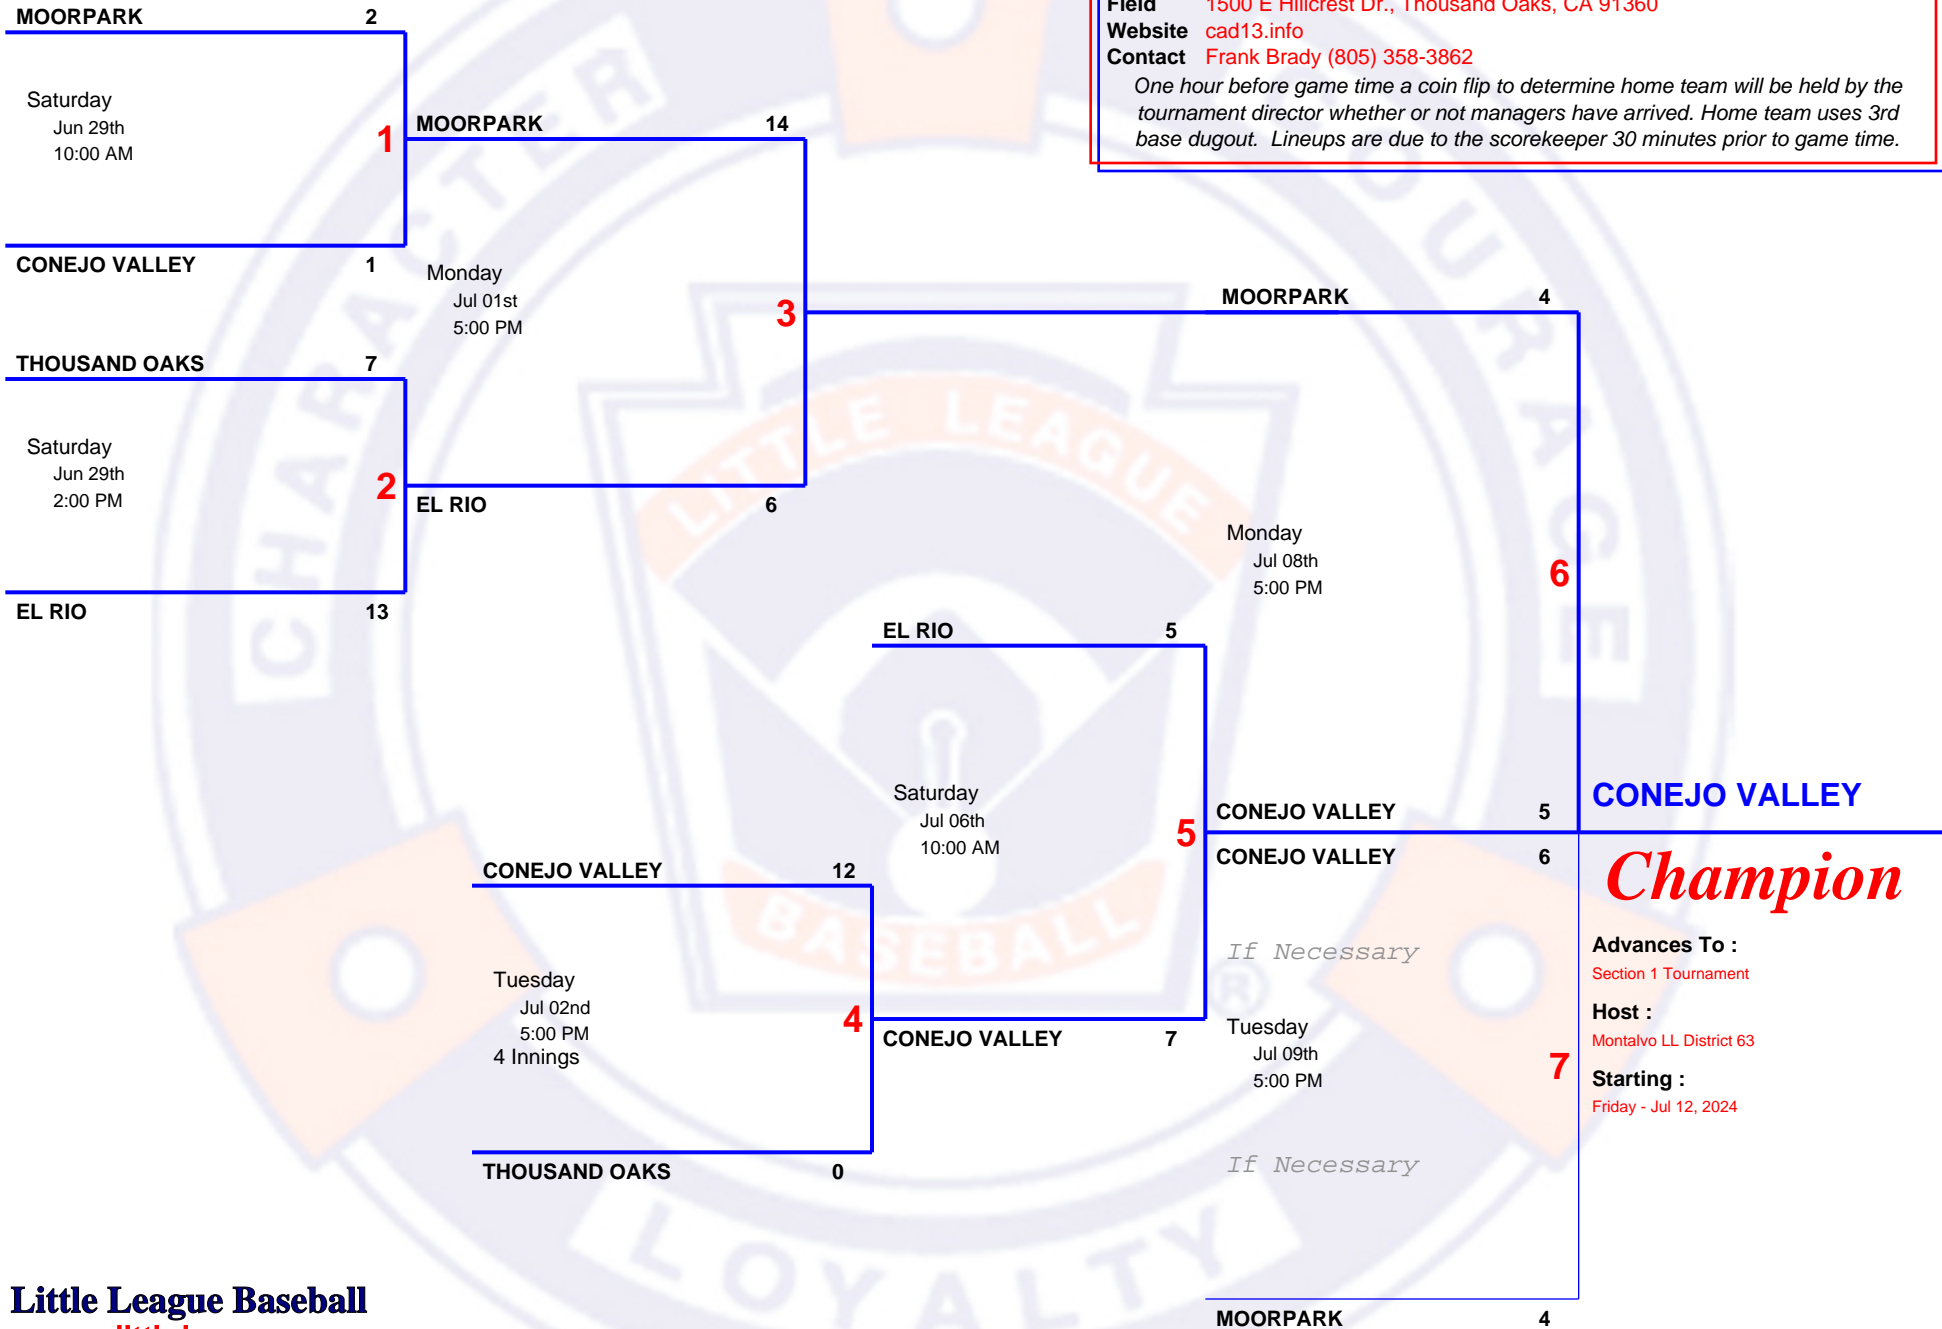 MOORPARK 2
Field 1500 E Hillcrest Dr., Thousand Oaks, CA 91360
Website cad13.info
Contact Frank Brady (805) 358-3862
One hour before game time a coin flip to determine home team will be held by the
tournament director whether or not managers have arrived. Home team uses 3rd
base dugout. Lineups are due to the scorekeeper 30 minutes prior to game time.
Saturday
Jun 29th
10:00 AM
1
MOORPARK 14
CONEJO VALLEY 1
Monday
Jul 01st
5:00 PM
3
MOORPARK 4
THOUSAND OAKS 7
Saturday
Jun 29th
2:00 PM
2
EL RIO 6
EL RIO 13
Monday
Jul 08th
5:00 PM
6
EL RIO 5
Saturday
Jul 06th
10:00 AM
5
CONEJO VALLEY 5
CONEJO VALLEY
CONEJO VALLEY 6
Champion
CONEJO VALLEY 12
If Necessary
Tuesday
Jul 02nd
5:00 PM
4 Innings
4
CONEJO VALLEY 7
Tuesday
Jul 09th
5:00 PM
7
Advances To :
Section 1 Tournament
Host :
Montalvo LL District 63
Starting :
Friday - Jul 12, 2024
THOUSAND OAKS 0
If Necessary
MOORPARK 4
Little League Baseball
CHARACTER
COURAGE
LOYALTY
LITTLE LEAGUE
BASEBALL
®